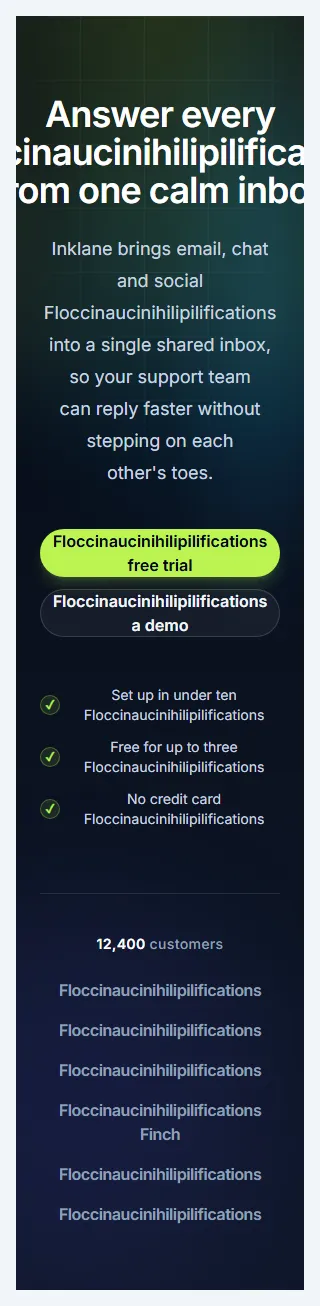 Answer every
cinaucinihilipilifica
rom one calm inbo
Inklane brings email, chat
and social
Floccinaucinihilipilifications
into a single shared inbox,
so your support team
can reply faster without
stepping on each
other's toes.
Floccinaucinihilipilifications
free trial
Floccinaucinihilipilifications
a demo
Set up in under ten
Floccinaucinihilipilifications
Free for up to three
Floccinaucinihilipilifications
No credit card
Floccinaucinihilipilifications
12,400 customers
Floccinaucinihilipilifications
Floccinaucinihilipilifications
Floccinaucinihilipilifications
Floccinaucinihilipilifications
Finch
Floccinaucinihilipilifications
Floccinaucinihilipilifications